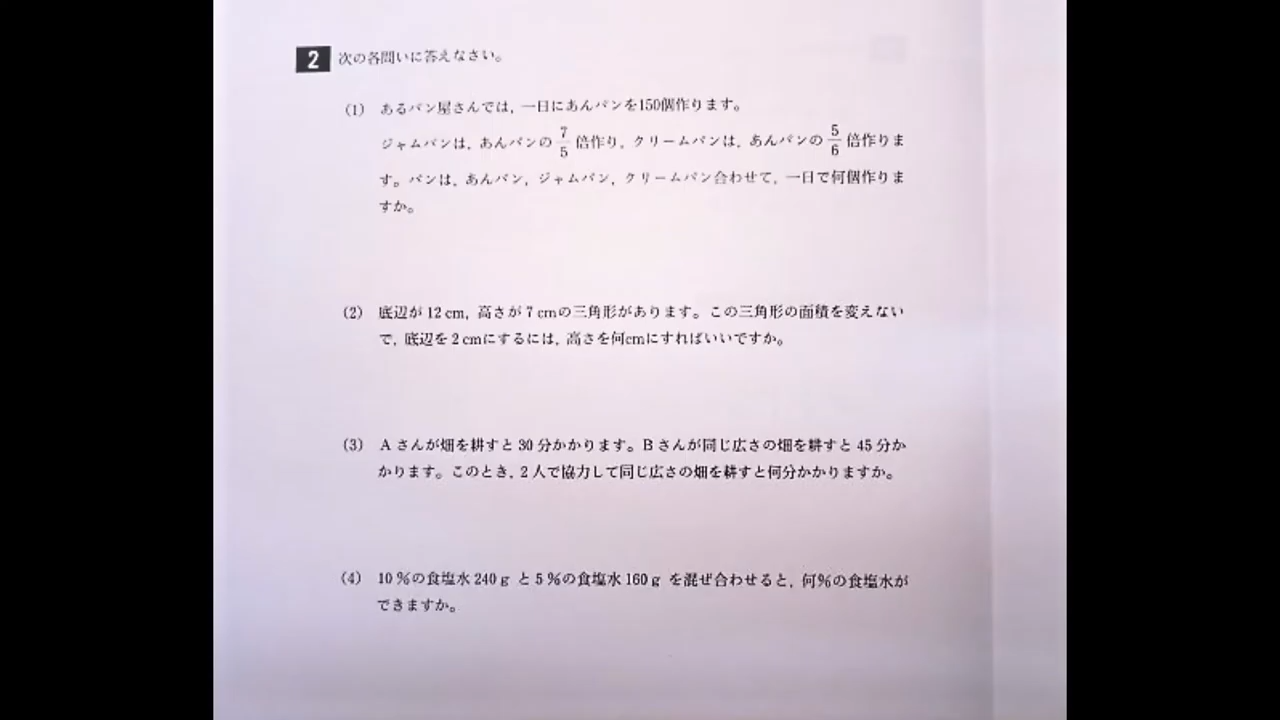 2 次の各問いに答えなさい。
(1) あるパン屋さんでは, 一日にあんパンを150個作ります。
ジャムパンは, あんパンの 7/5 倍作り, クリームパンは, あんパンの 5/6 倍作りま
す。パンは, あんパン, ジャムパン, クリームパン合わせて, 一日で何個作りま
すか。
(2) 底辺が 12 cm, 高さが 7 cmの三角形があります。この三角形の面積を変えない
で, 底辺を 2 cmにするには, 高さを何cmにすればいいですか。
(3) A さんが畑を耕すと 30 分かかります。B さんが同じ広さの畑を耕すと 45 分か
かります。このとき, 2 人で協力して同じ広さの畑を耕すと何分かかりますか。
(4) 10 %の食塩水 240 g と 5 %の食塩水 160 g を混ぜ合わせると, 何%の食塩水が
できますか。